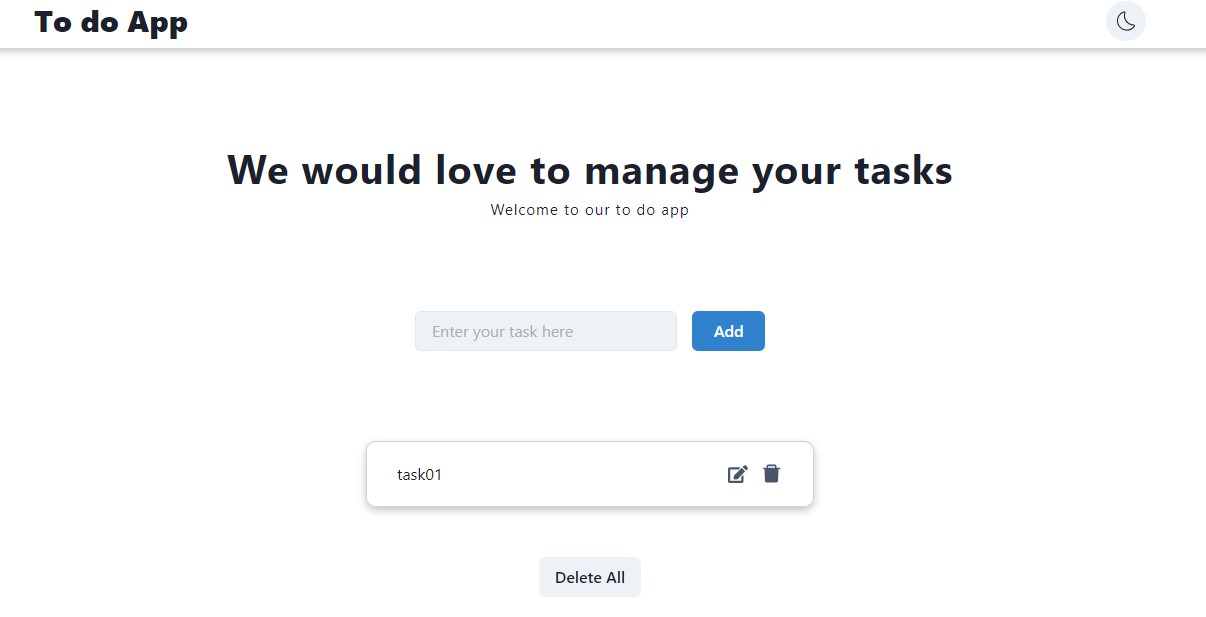 To do App
We would love to manage your tasks
Welcome to our to do app
Enter your task here
Add
task01
Delete All